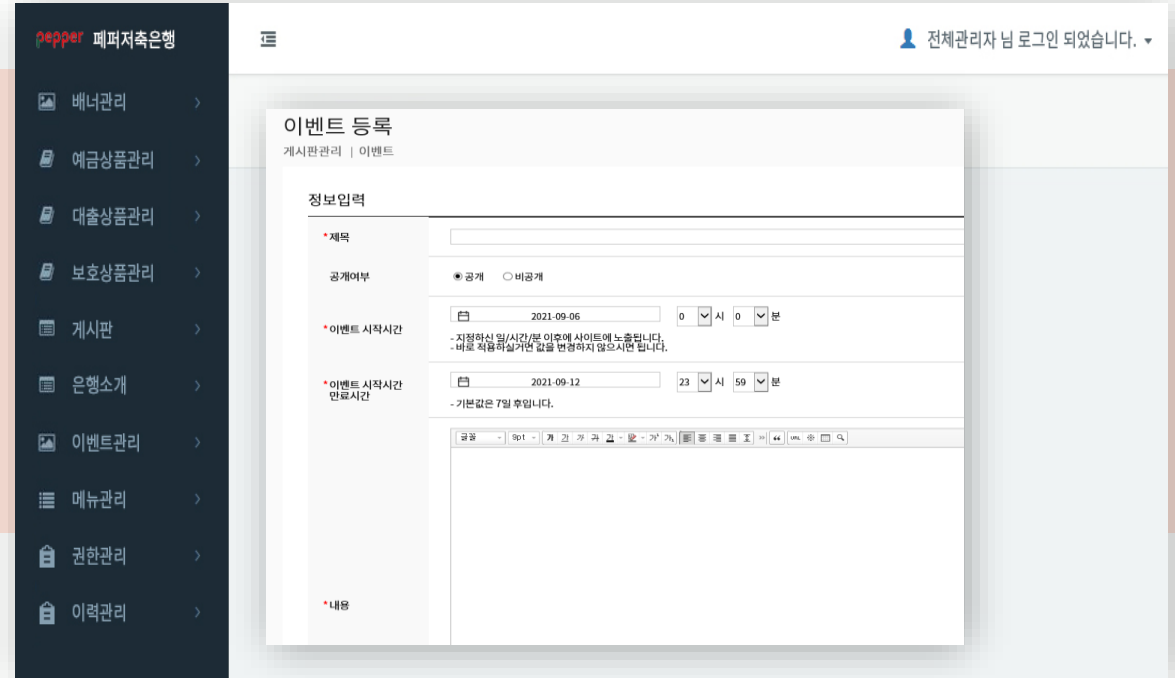 pepper 페퍼저축은행
전체관리자 님 로그인 되었습니다.
배너관리
예금상품관리
대출상품관리
보호상품관리
게시판
은행소개
이벤트관리
메뉴관리
권한관리
이력관리
이벤트 등록
게시판관리 | 이벤트
정보입력
*제목
공개여부
공개 비공개
*이벤트 시작시간
2021-09-06 0 시 0 분
- 지정하신 일/시간/분 이후에 사이트에 노출됩니다.
- 바로 적용하실거면 값을 변경하지 않으시면 됩니다.
*이벤트 시작시간
만료시간
2021-09-12 23 시 59 분
- 기본값은 7일 후입니다.
굴꼴 9pt 가 가 가 가 가 가 가 URL
*내용